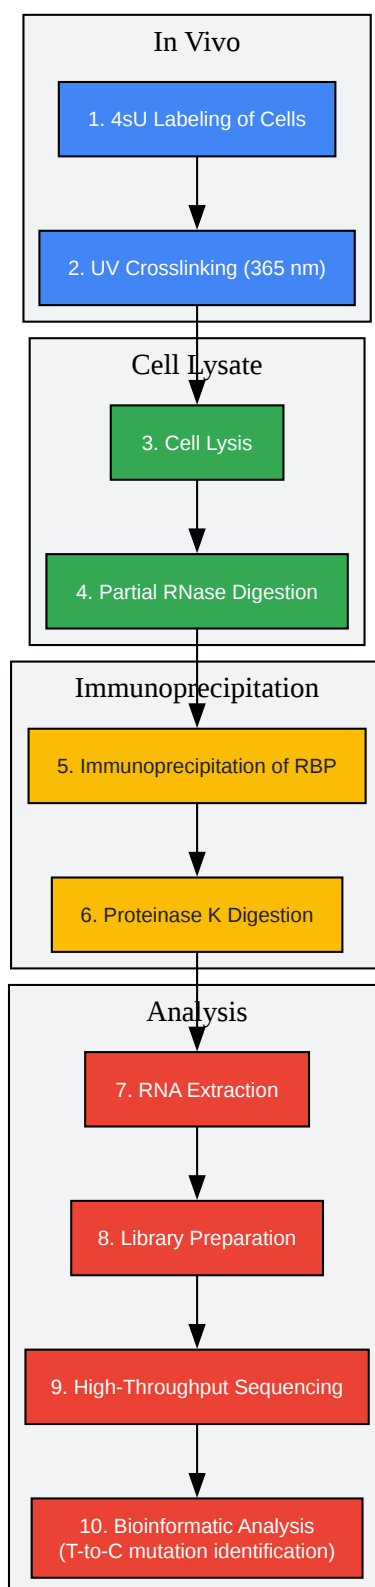 In Vivo
1. 4sU Labeling of Cells
2. UV Crosslinking (365 nm)
Cell Lysate
3. Cell Lysis
4. Partial RNase Digestion
Immunoprecipitation
5. Immunoprecipitation of RBP
6. Proteinase K Digestion
Analysis
7. RNA Extraction
8. Library Preparation
9. High-Throughput Sequencing
10. Bioinformatic Analysis
(T-to-C mutation identification)